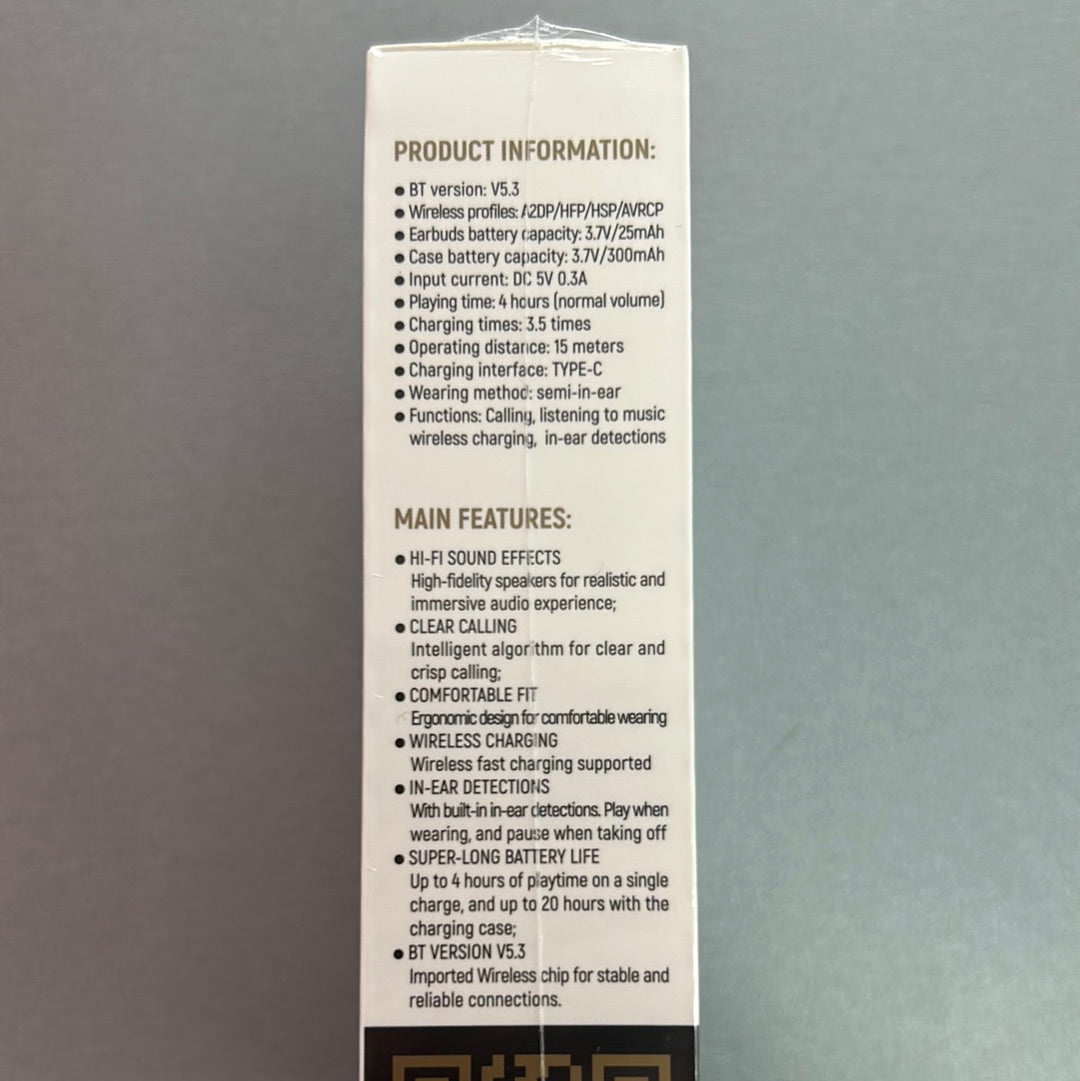 PRODUCT INFORMATION:
● BT version: V5.3
● Wireless profiles: A2DP/HFP/HSP/AVRCP
● Earbuds battery capacity: 3.7V/25mAh
● Case battery capacity: 3.7V/300mAh
● Input current: DC 5V 0.3A
● Playing time: 4 hours (normal volume)
● Charging times: 3.5 times
● Operating distance: 15 meters
● Charging interface: TYPE-C
● Wearing method: semi-in-ear
● Functions: Calling, listening to music
wireless charging, in-ear detections
MAIN FEATURES:
● HI-FI SOUND EFFECTS
High-fidelity speakers for realistic and
immersive audio experience;
● CLEAR CALLING
Intelligent algorithm for clear and
crisp calling;
● COMFORTABLE FIT
Ergonomic design for comfortable wearing
● WIRELESS CHARGING
Wireless fast charging supported
● IN-EAR DETECTIONS
With built-in in-ear detections. Play when
wearing, and pause when taking off
● SUPER-LONG BATTERY LIFE
Up to 4 hours of playtime on a single
charge, and up to 20 hours with the
charging case;
● BT VERSION V5.3
Imported Wireless chip for stable and
reliable connections.